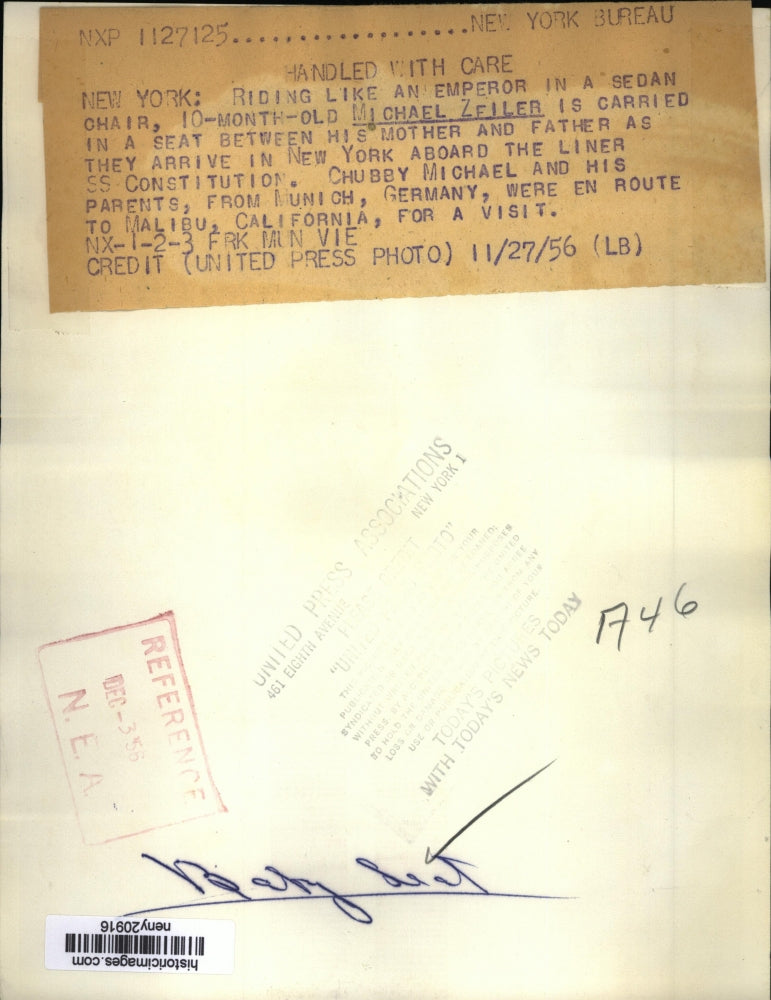 NXP 1127125...................NEW YORK BUREAU
HANDLED WITH CARE
NEW YORK: RIDING LIKE AN EMPEROR IN A SEDAN
CHAIR, 10-MONTH-OLD MICHAEL ZEILER IS CARRIED
IN A SEAT BETWEEN HIS MOTHER AND FATHER AS
THEY ARRIVE IN NEW YORK ABOARD THE LINER
SS CONSTITUTION. CHUBBY MICHAEL AND HIS
PARENTS, FROM MUNICH, GERMANY, WERE EN ROUTE
TO MALIBU, CALIFORNIA, FOR A VISIT.
NX-1-2-3 FRK MUN VIE
CREDIT (UNITED PRESS PHOTO) 11/27/56 (LB)
UNITED PRESS ASSOCIATIONS
461 EIGHTH AVENUE NEW YORK 1
TODAY'S PICTURES
WITH TODAY'S NEWS TODAY
1746
REFERENCE
DEC-3'56
N.E.A.
Baby Seat
historicimages.com
neny20916